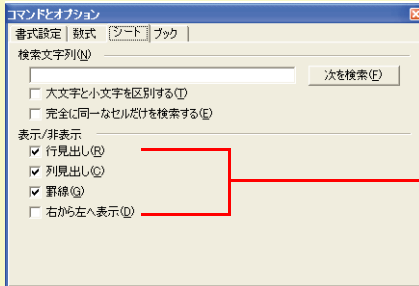 コマンドとオプション
書式設定 数式 シート ブック
検索文字列(N)
次を検索(F)
大文字と小文字を区別する(T)
完全に同一なセルだけを検索する(E)
表示/非表示
行見出し(R)
列見出し(C)
罫線(G)
右から左へ表示(D)